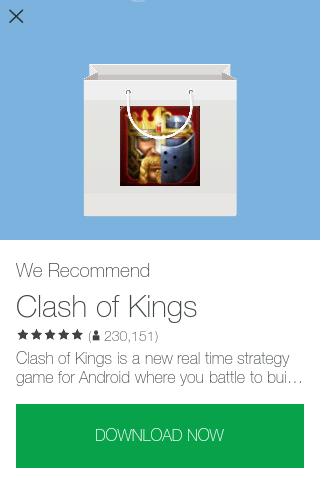 We Recommend
Clash of Kings
(230,151)
Clash of Kings is a new real time strategy
game for Android where you battle to bui...
DOWNLOAD NOW